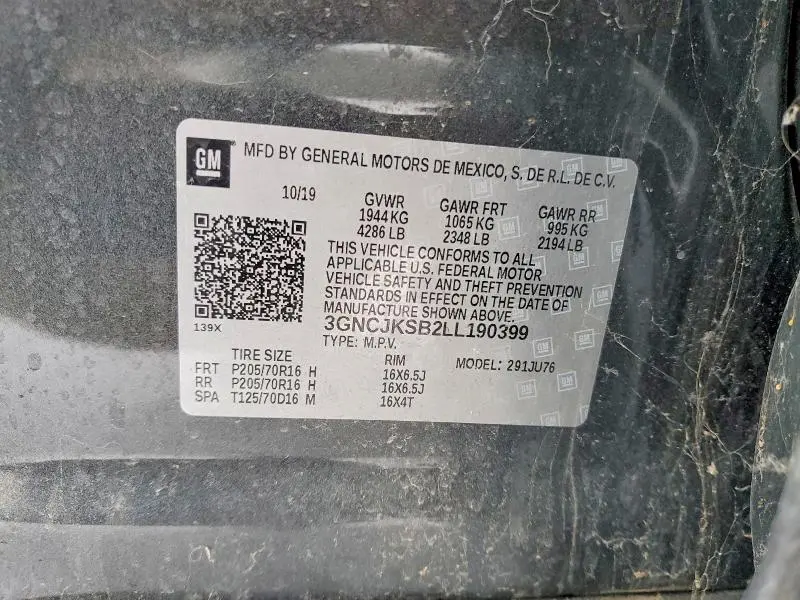 GM
MFD BY GENERAL MOTORS DE MEXICO, S. DE R.L. DE C.V.
10/19 GVWR GAWR FRT GAWR RR
1944 KG 1065 KG 995 KG
4286 LB 2348 LB 2194 LB
THIS VEHICLE CONFORMS TO ALL
APPLICABLE U.S. FEDERAL MOTOR
VEHICLE SAFETY AND THEFT PREVENTION
STANDARDS IN EFFECT ON THE DATE OF
MANUFACTURE SHOWN ABOVE.
139X
3GNCJKSB2LL190399
TYPE: M.P.V.
TIRE SIZE RIM MODEL: 291JU76
FRT P205/70R16 H 16X6.5J
RR P205/70R16 H 16X6.5J
SPA T125/70D16 M 16X4T